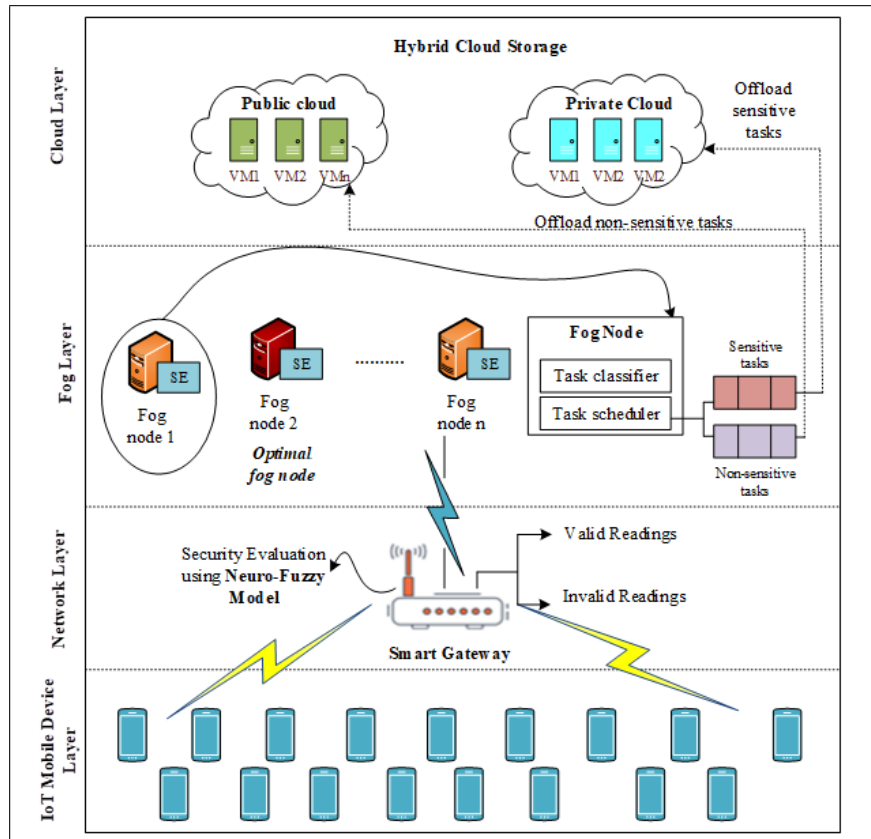 Hybrid Cloud Storage
Cloud Layer
Public cloud
VM1 VM2 VMn
Private Cloud
VM1 VM2 VM2
Offload
sensitive
tasks
Offload non-sensitive tasks
Fog Layer
SE
Fog
node 1
SE
Fog
node 2
Optimal
fog node
..........
SE
Fog
node n
Fog Node
Task classifier
Task scheduler
Sensitive
tasks
Non-sensitive
tasks
Network Layer
Security Evaluation
using Neuro-Fuzzy
Model
Valid Readings
Invalid Readings
Smart Gateway
IoT Mobile Device
Layer